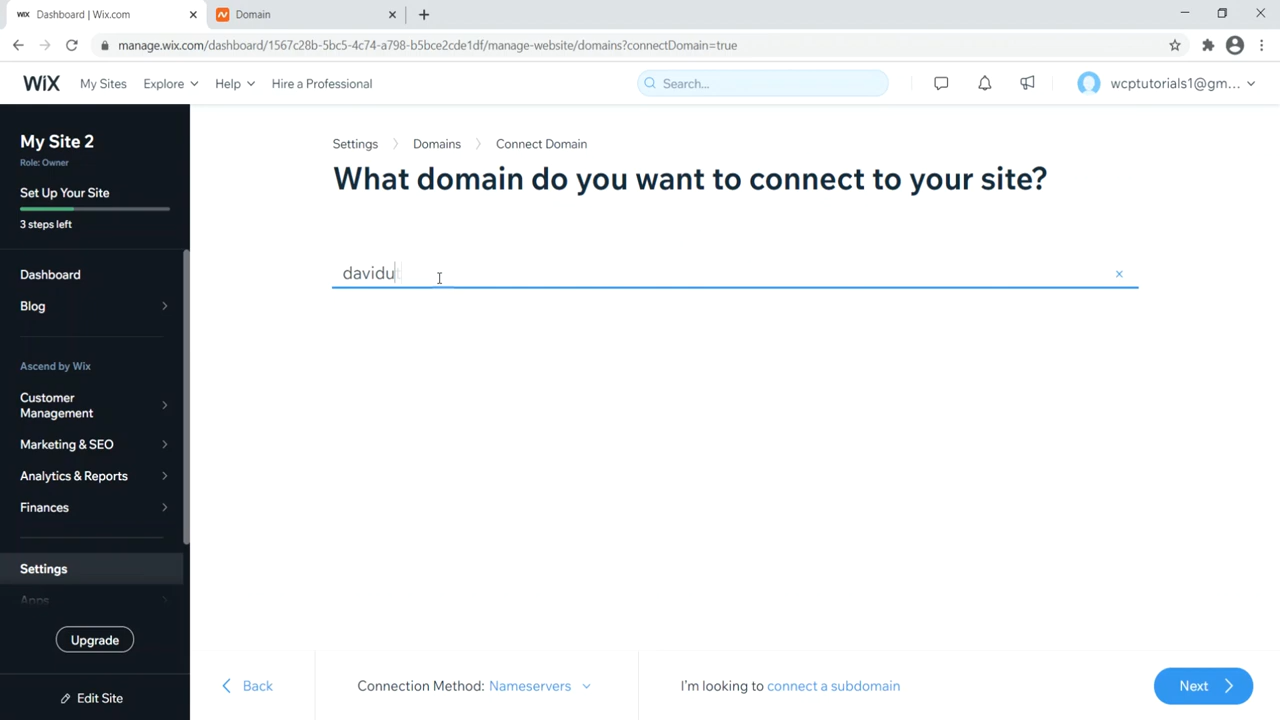 WIX Dashboard | Wix.com
Domain
manage.wix.com/dashboard/1567c28b-5bc5-4c74-a798-b5bce2cde1df/manage-website/domains?connectDomain=true
WIX My Sites Explore Help Hire a Professional Search... wcptutorials1@gm...
My Site 2
Role: Owner
Set Up Your Site
3 steps left
Dashboard
Blog
Ascend by Wix
Customer
Management
Marketing & SEO
Analytics & Reports
Finances
Settings
Apps
Upgrade
Edit Site
Settings Domains Connect Domain
What domain do you want to connect to your site?
davidu
Back
Connection Method: Nameservers
I'm looking to connect a subdomain
Next